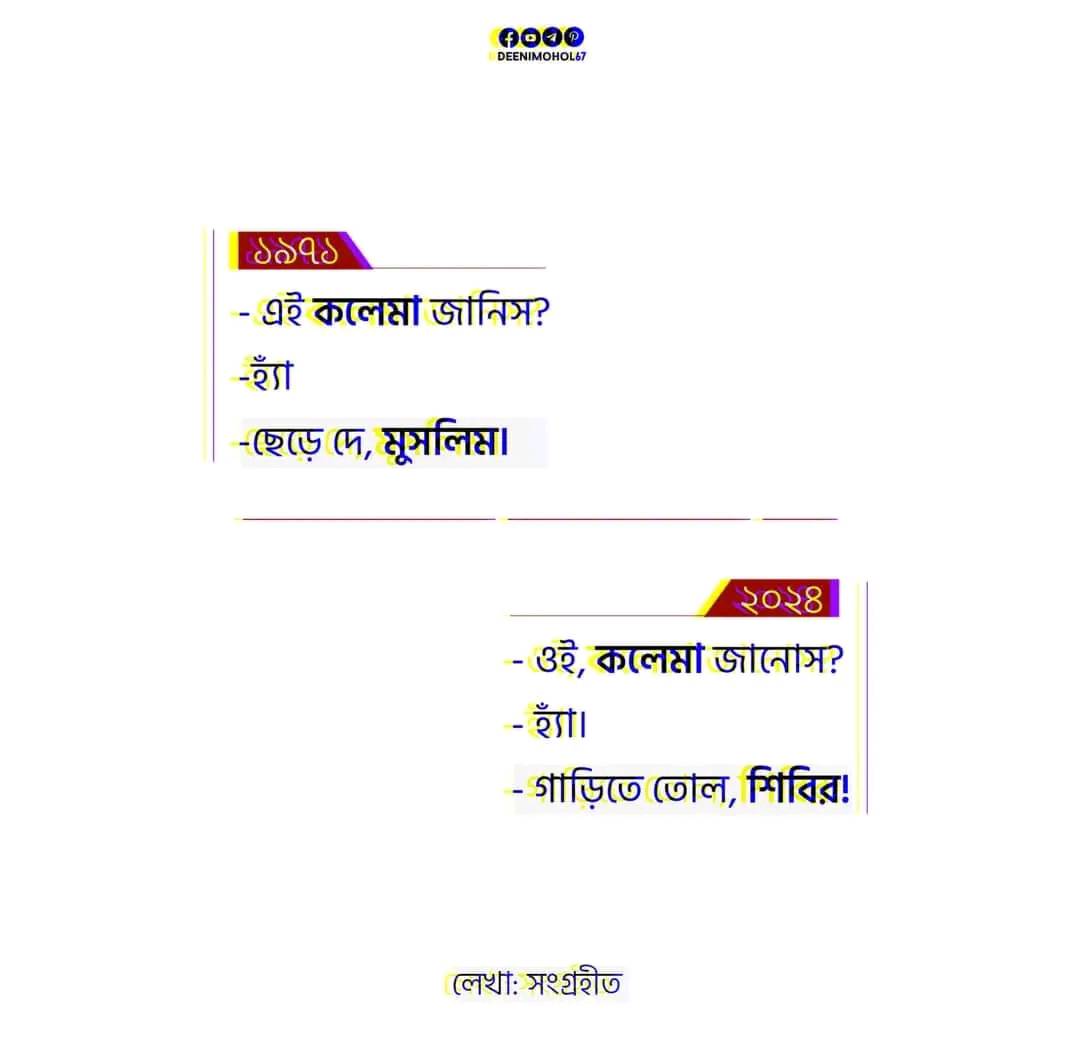 DEENIMOHOL67
১৯৭১
- এই কলেমা জানিস?
-হ্যাঁ
-ছেড়ে দে, মুসলিম।
২০২৪
- ওই, কলেমা জানোস?
- হ্যাঁ।
- গাড়িতে তোল, শিবির!
লেখা: সংগ্রহীত